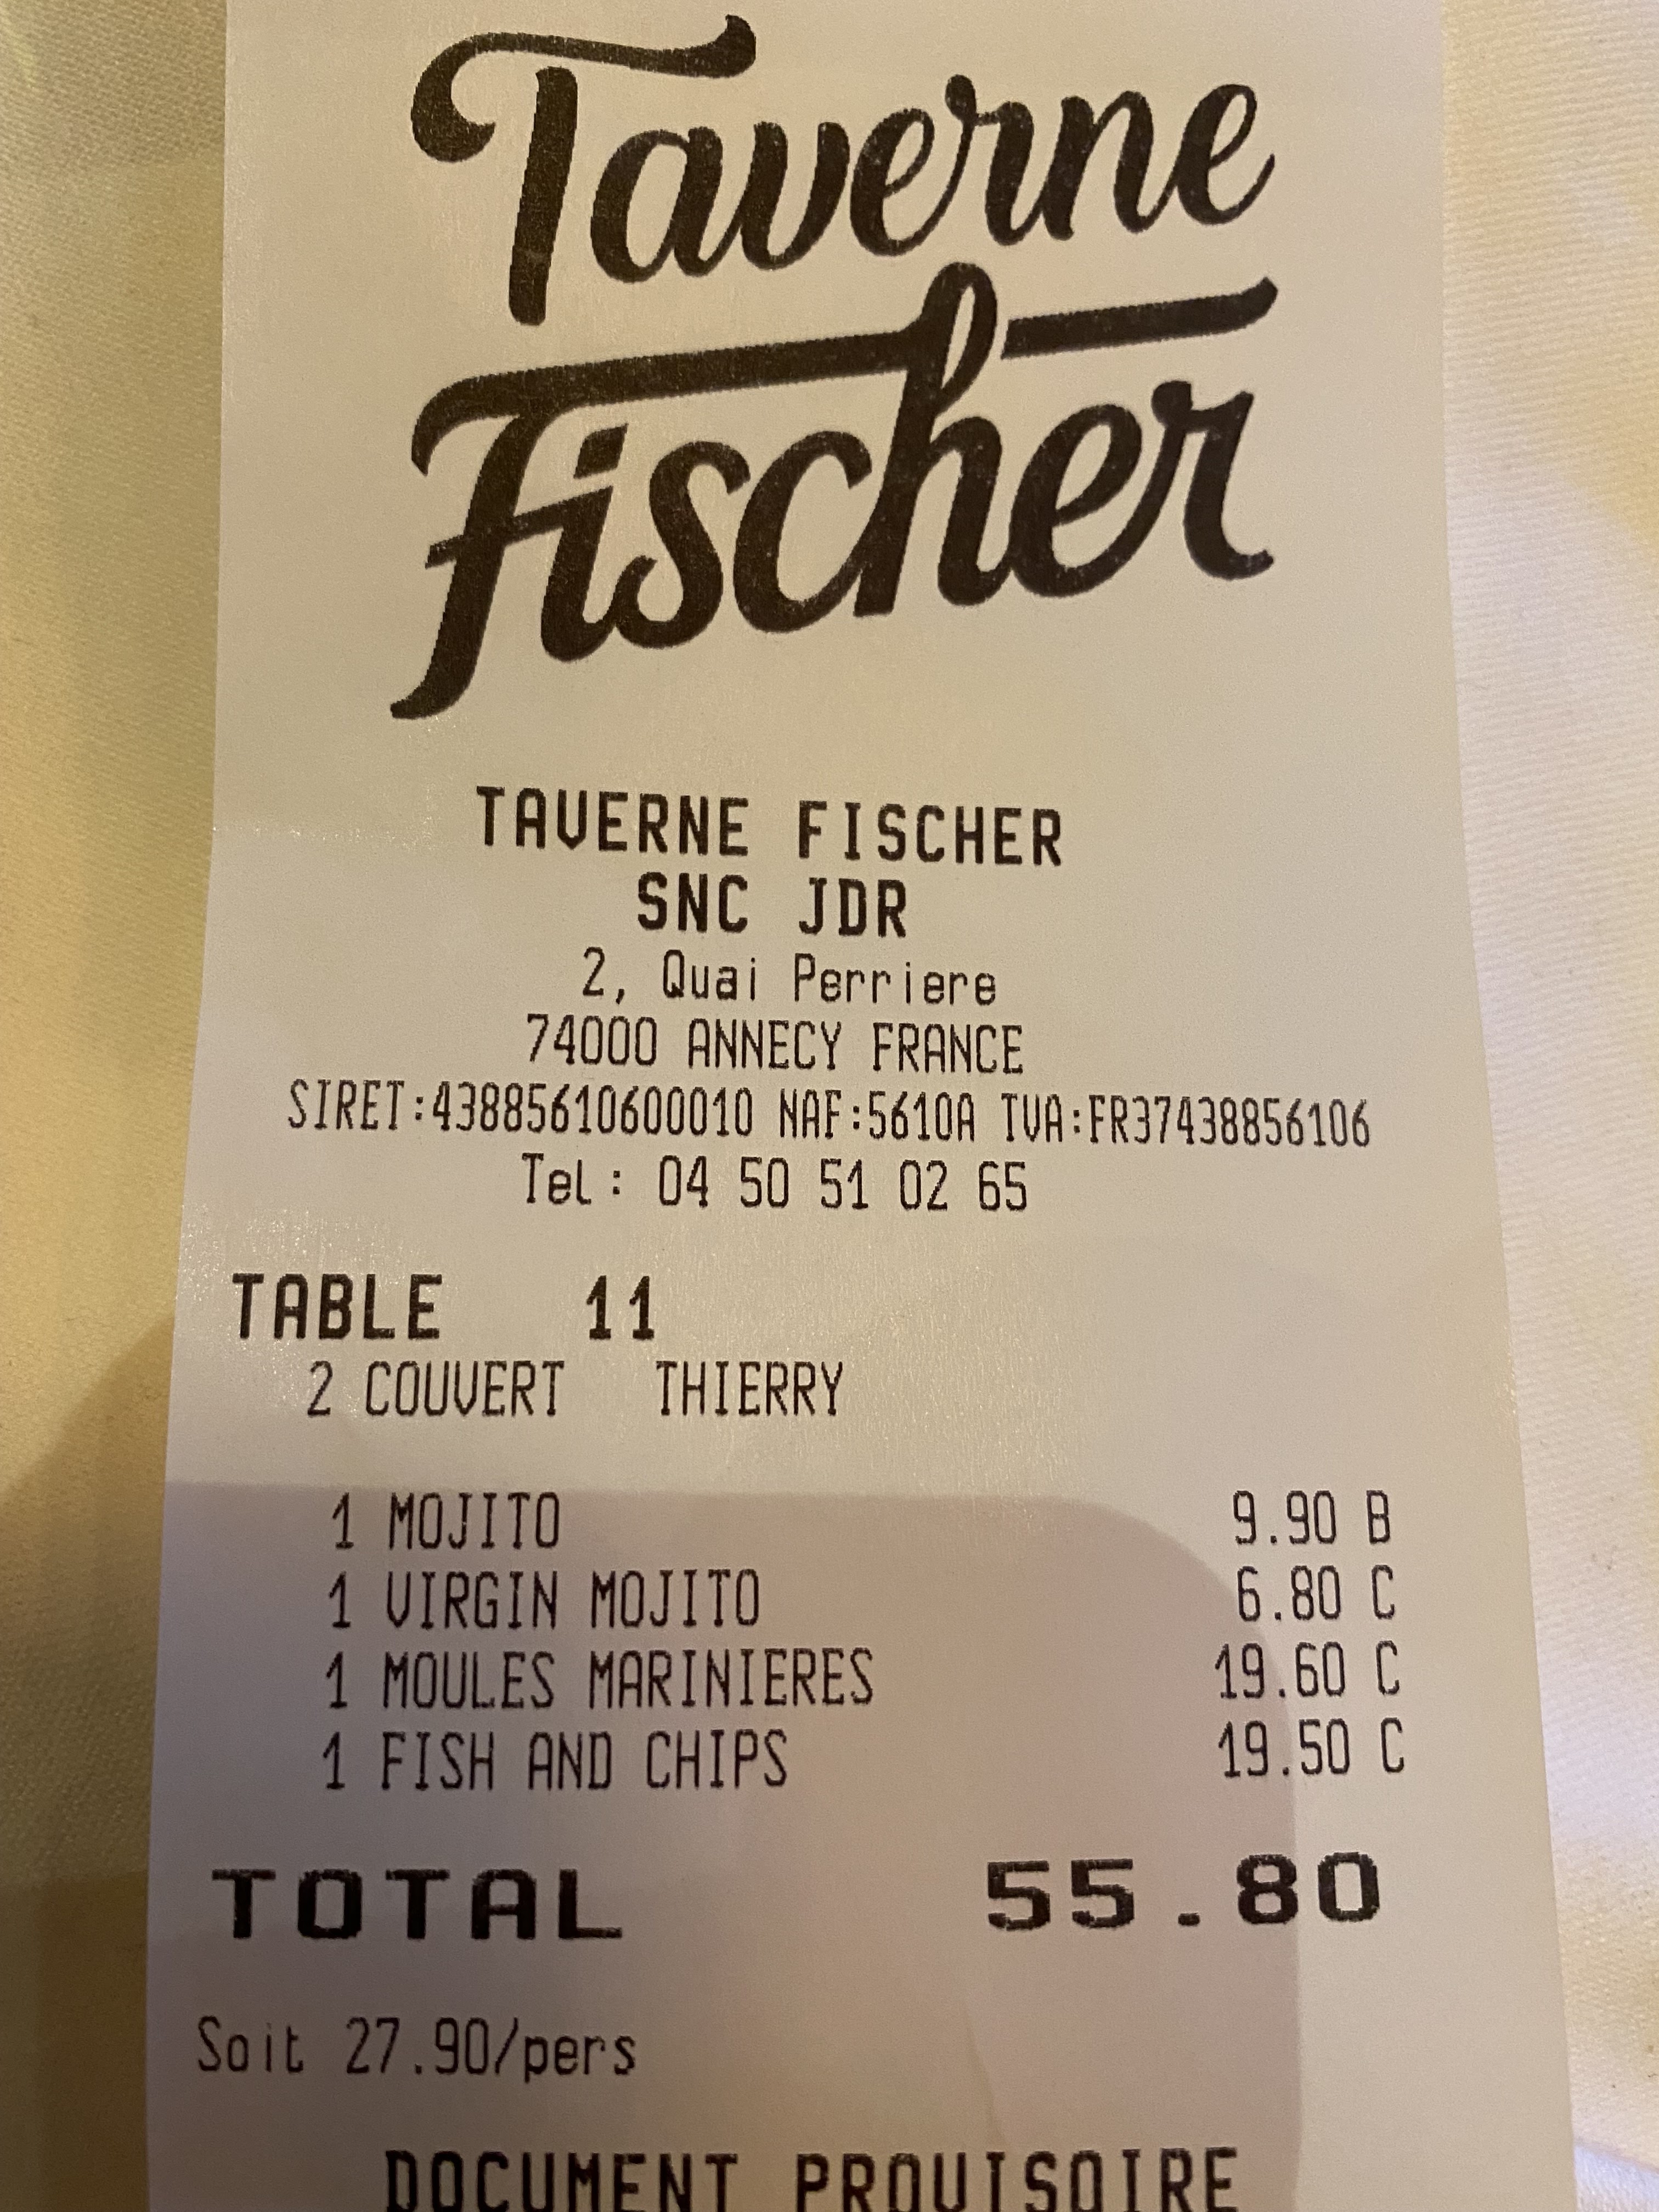 Taverne
Fischer
TAVERNE FISCHER
SNC JDR
2, Quai Perriere
74000 ANNECY FRANCE
SIRET:43885610600010 NAF:5610A TVA:FR37438856106
Tel: 04 50 51 02 65
TABLE 11
2 COUVERT THIERRY
1 MOJITO 9.90 B
1 VIRGIN MOJITO 6.80 C
1 MOULES MARINIERES 19.60 C
1 FISH AND CHIPS 19.50 C
TOTAL 55.80
Soit 27.90/pers
DOCUMENT PROVISOIRE